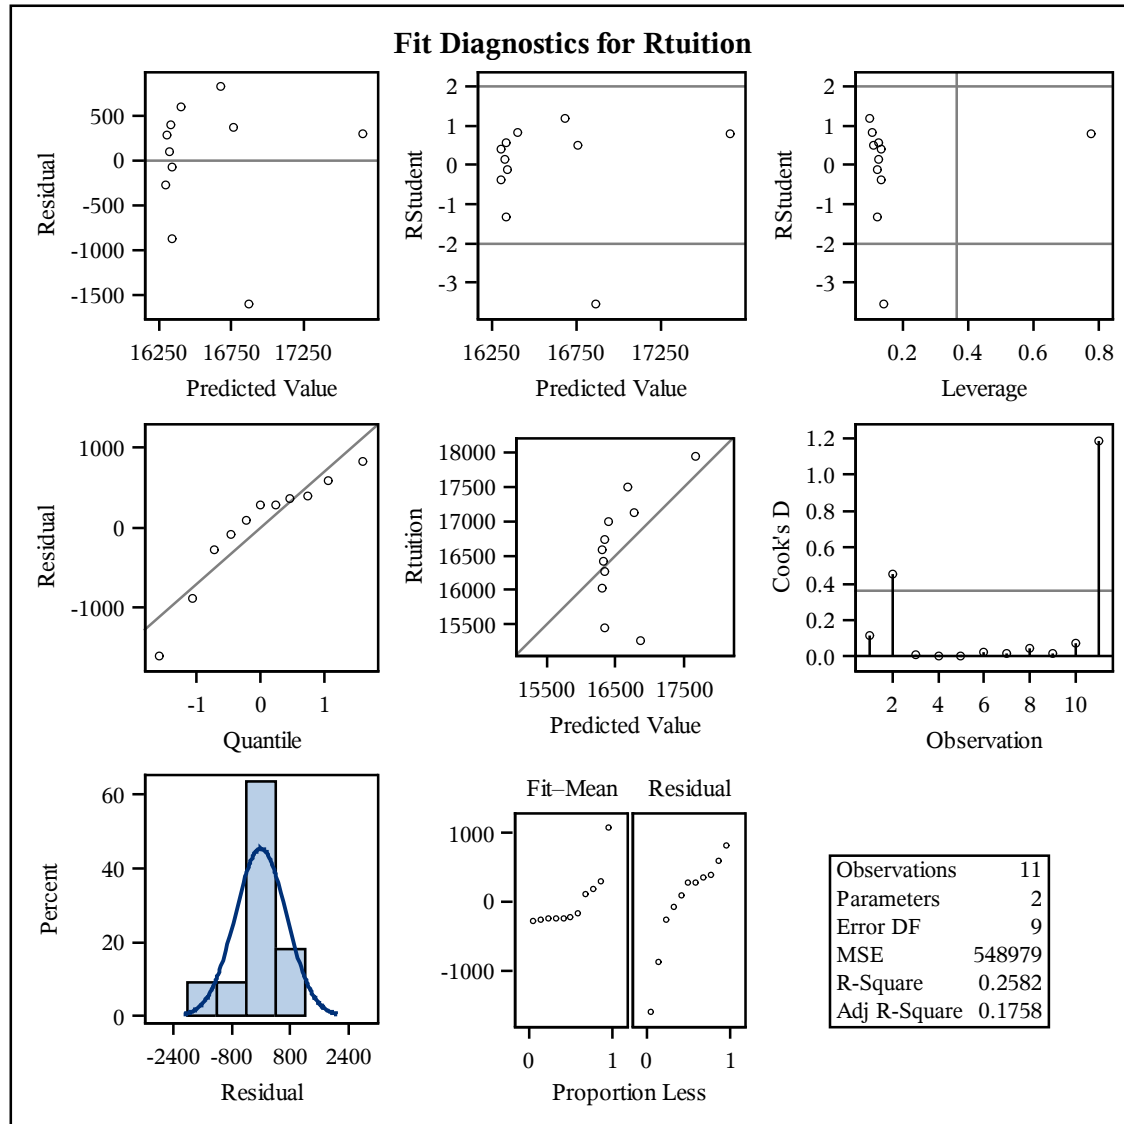 Fit Diagnostics for Rtuition
500
0
-500
-1000
-1500
Residual
16250 16750 17250
Predicted Value
2
1
0
-1
-2
-3
RStudent
16250 16750 17250
Predicted Value
2
1
0
-1
-2
-3
RStudent
0.2 0.4 0.6 0.8
Leverage
1000
0
-1000
Residual
-1 0 1
Quantile
18000
17500
17000
16500
16000
15500
Rtuition
15500 16500 17500
Predicted Value
1.2
1.0
0.8
0.6
0.4
0.2
0.0
Cook's D
2 4 6 8 10
Observation
60
40
20
0
Percent
-2400 -800 800 2400
Residual
Fit–Mean Residual
1000
0
-1000
0 1 0 1
Proportion Less
Observations 11
Parameters 2
Error DF 9
MSE 548979
R-Square 0.2582
Adj R-Square 0.1758